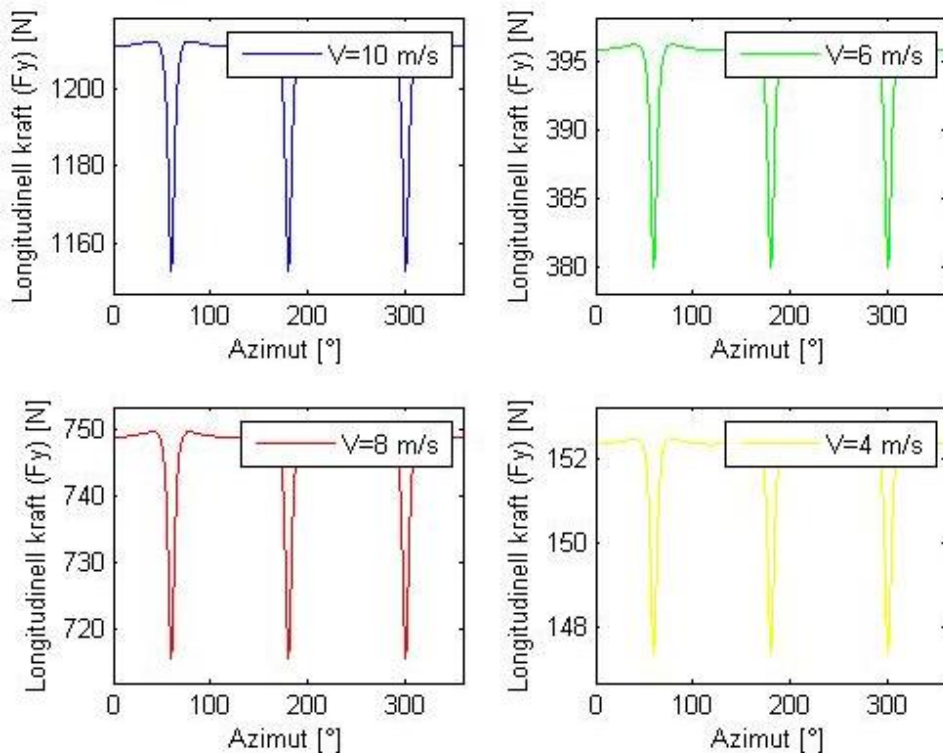 Longitudinell kraft (Fy) [N]
1200
1180
1160
V=10 m/s
0 100 200 300
Azimut [°]
Longitudinell kraft (Fy) [N]
395
390
385
380
V=6 m/s
0 100 200 300
Azimut [°]
Longitudinell kraft (Fy) [N]
750
740
730
720
V=8 m/s
0 100 200 300
Azimut [°]
Longitudinell kraft (Fy) [N]
152
150
148
V=4 m/s
0 100 200 300
Azimut [°]